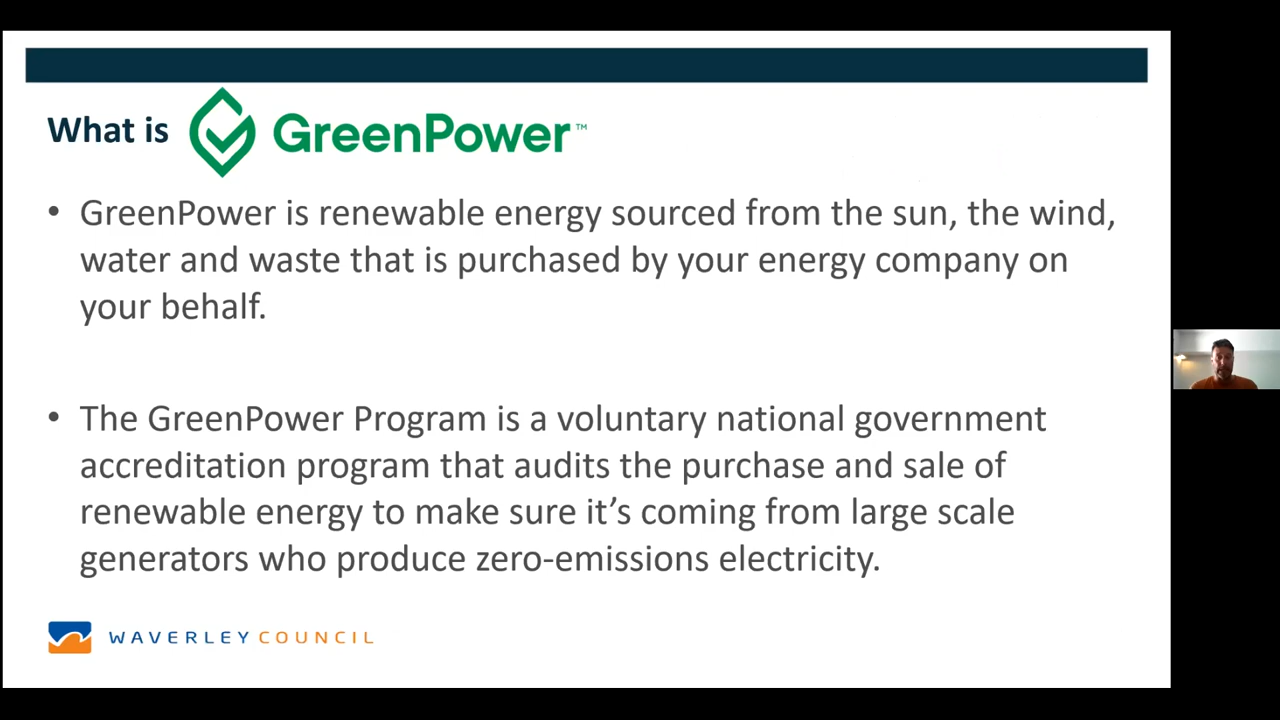 What is GreenPower™
• GreenPower is renewable energy sourced from the sun, the wind,
water and waste that is purchased by your energy company on
your behalf.
• The GreenPower Program is a voluntary national government
accreditation program that audits the purchase and sale of
renewable energy to make sure it’s coming from large scale
generators who produce zero-emissions electricity.
WAVERLEY COUNCIL